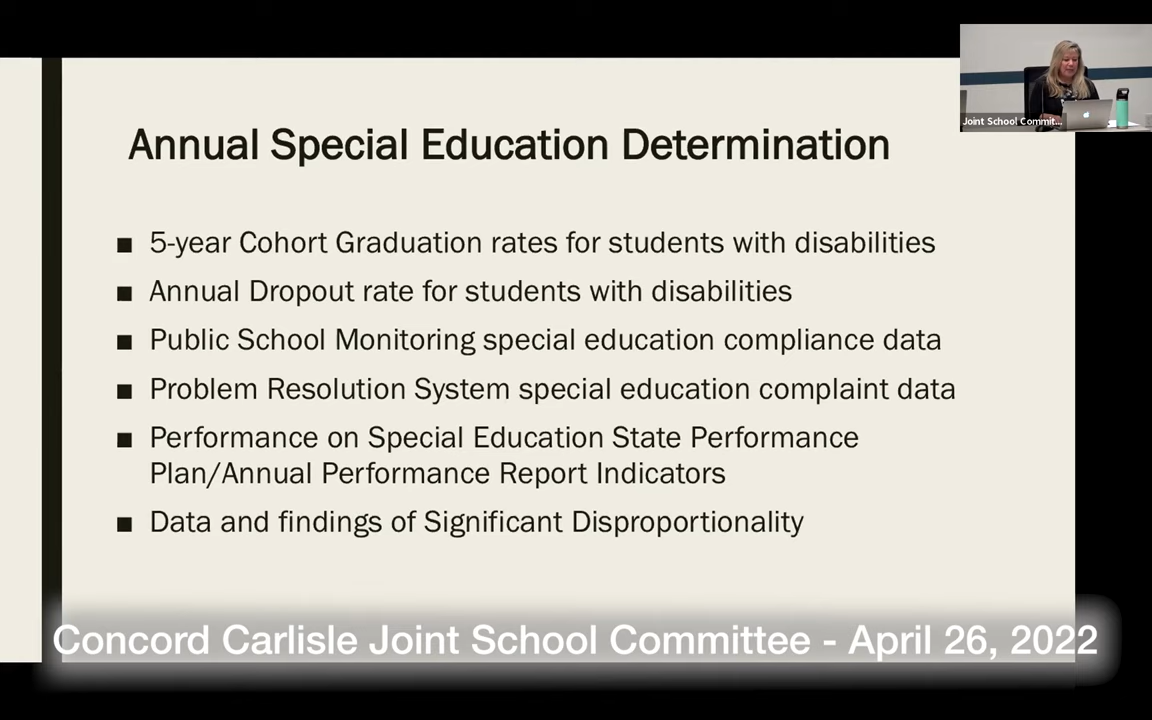 Annual Special Education Determination
Joint School Commit...
■ 5-year Cohort Graduation rates for students with disabilities
■ Annual Dropout rate for students with disabilities
■ Public School Monitoring special education compliance data
■ Problem Resolution System special education complaint data
■ Performance on Special Education State Performance
Plan/Annual Performance Report Indicators
■ Data and findings of Significant Disproportionality
Concord Carlisle Joint School Committee - April 26, 2022